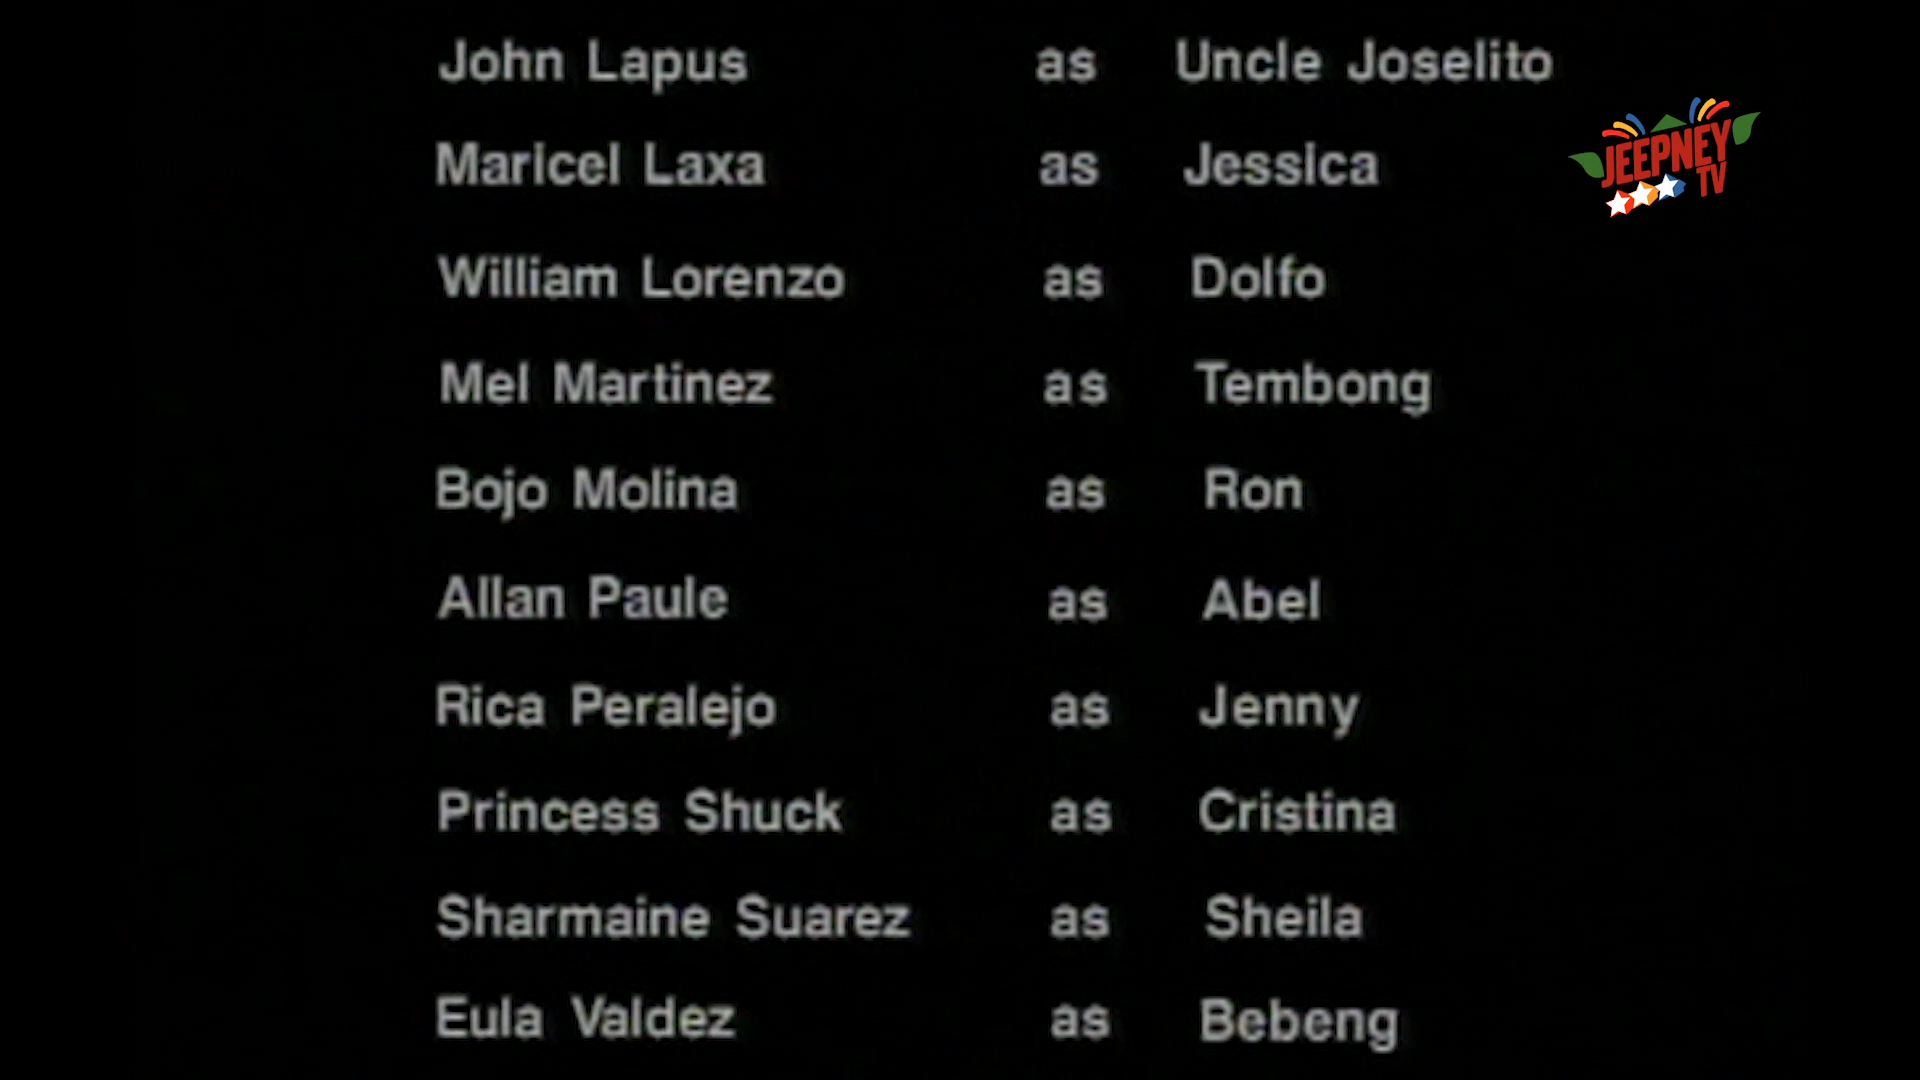 John Lapus as Uncle Joselito
Maricel Laxa as Jessica
JEEPNEY
TV
William Lorenzo as Dolfo
Mel Martinez as Tembong
Bojo Molina as Ron
Allan Paule as Abel
Rica Peralejo as Jenny
Princess Shuck as Cristina
Sharmaine Suarez as Sheila
Eula Valdez as Bebeng